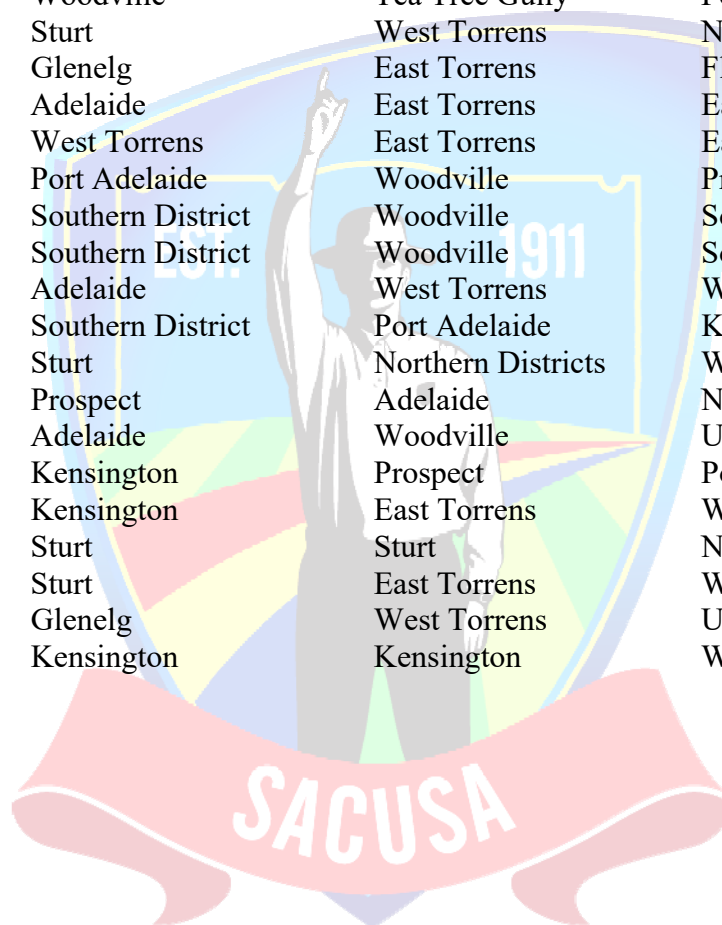 Sturt West Torrens N
Glenelg East Torrens
Adelaide East Torrens
West Torrens East Torrens
Port Adelaide Woodville
Southern District Woodville
Southern District Woodville
EST. 1911
Adelaide West Torrens W
Southern District Port Adelaide K
Sturt Northern Districts W
Prospect Adelaide N
Adelaide Woodville U
Kensington Prospect
Kensington East Torrens W
Sturt Sturt N
Sturt East Torrens W
Glenelg West Torrens U
Kensington Kensington W
SACUSA